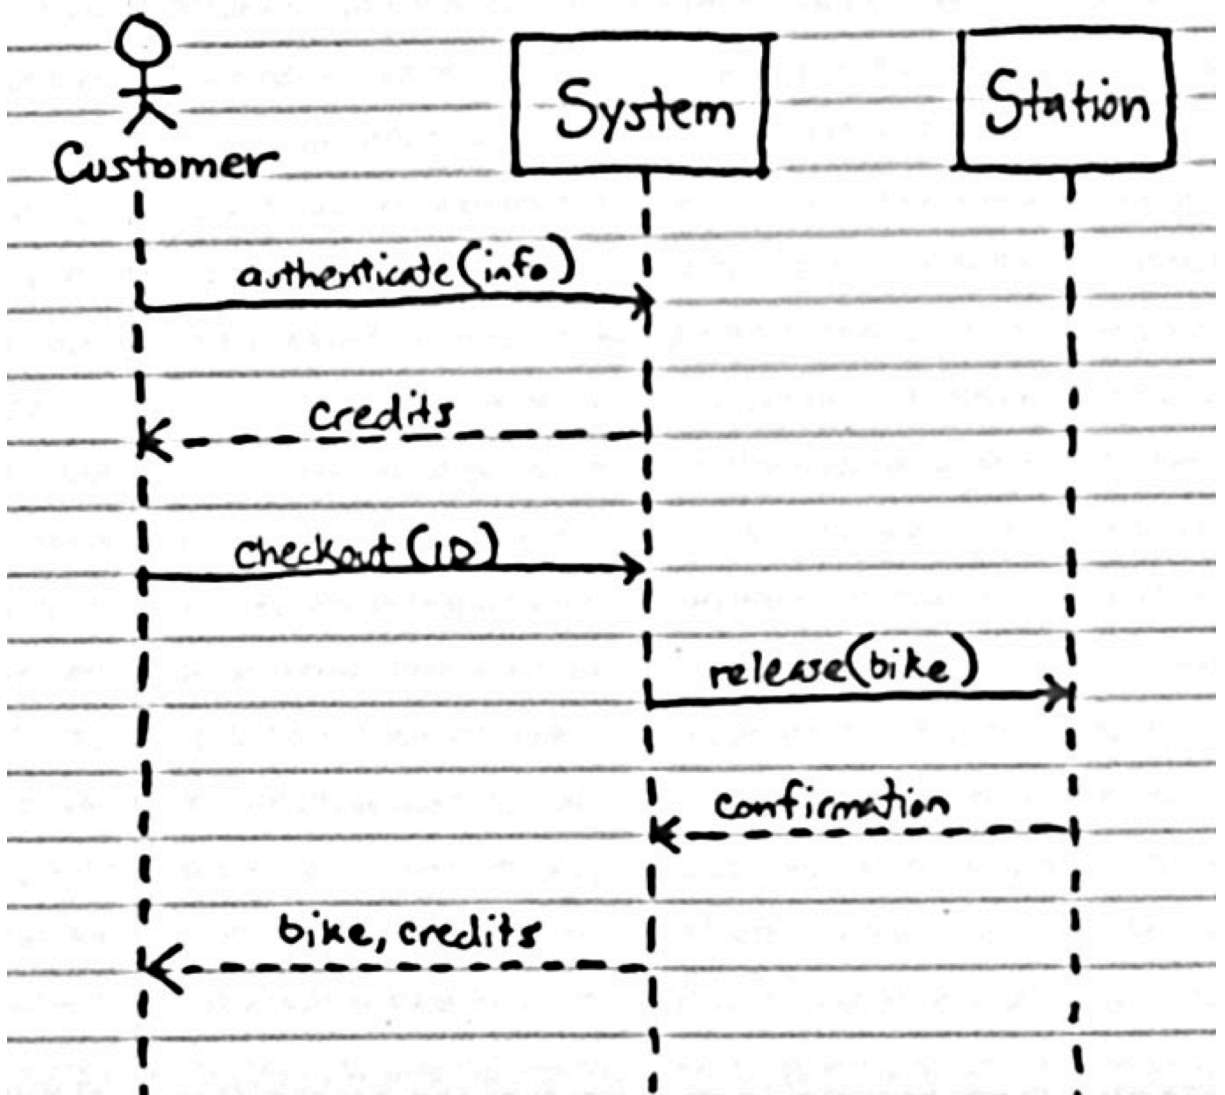 Customer
System
Station
authenticate(info)
credits
checkout(ID)
release(bike)
confirmation
bike, credits